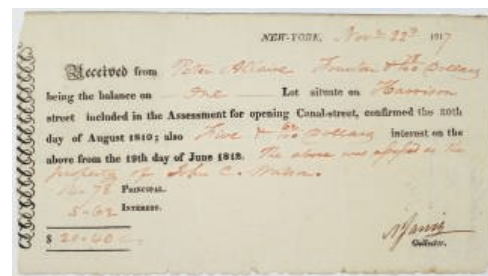 NEW-YORK, Nov. 22d 1817
Received from Peter Fourteen & 78/100 Dollars
being the balance on One Lot situate on Harrison
street included in the Assessment for opening Canal-street, confirmed the 20th
day of August 1810; also Five & 62/100 Dollars interest on the
above from the 19th day of June 1818. The above was assessed as the
property of John C.
14.78 PRINCIPAL.
5.62 INTEREST.
$ 20.40
Collector.